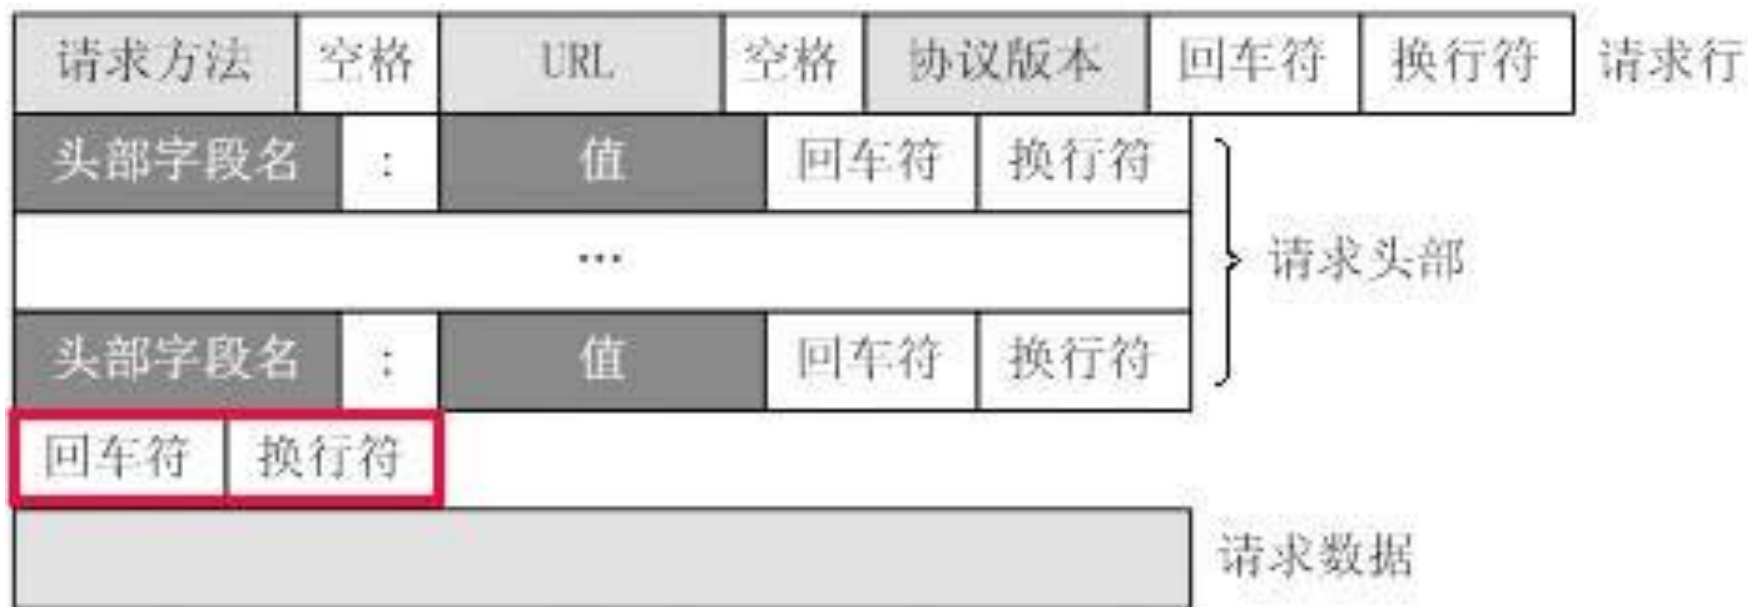 请求方法 空格 URL 空格 协议版本 回车符 换行符 请求行
头部字段名 : 值 回车符 换行符
...
请求头部
头部字段名 : 值 回车符 换行符
回车符 换行符
请求数据